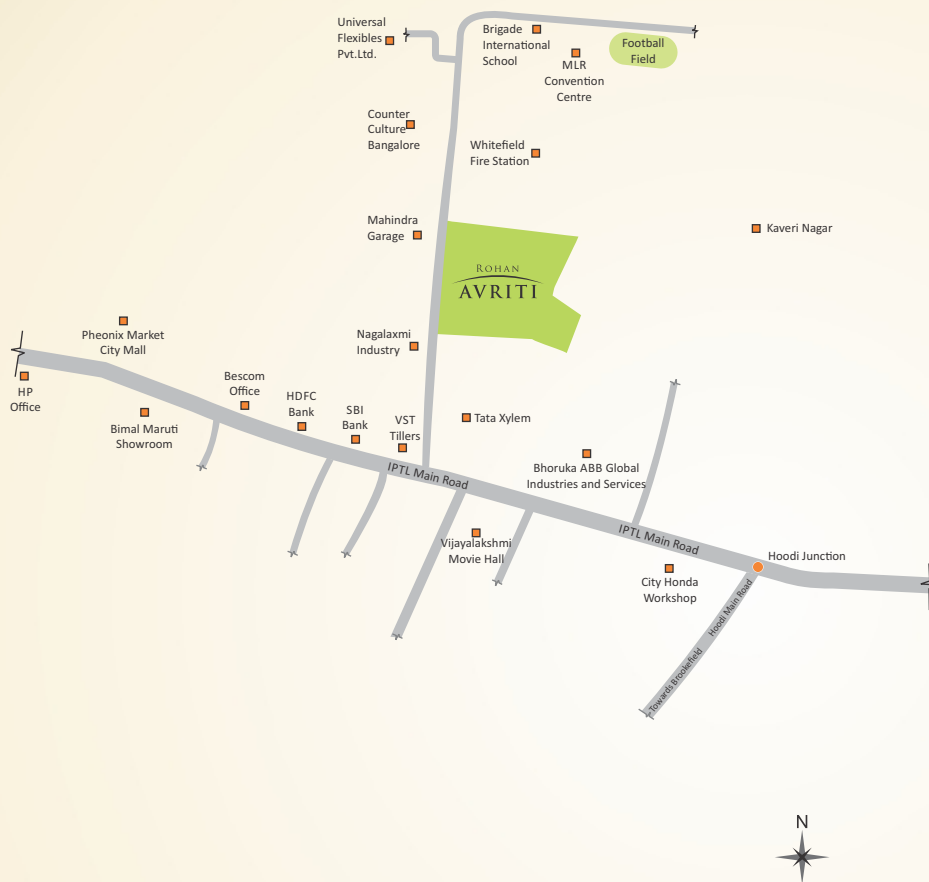 Universal
Flexibles
Pvt.Ltd.
Brigade
International
School
MLR
Convention
Centre
Football
Field
Counter
Culture
Bangalore
Whitefield
Fire Station
Mahindra
Garage
Kaveri Nagar
ROHAN
AVRITI
Nagalaxmi
Industry
Pheonix Market
City Mall
HP
Office
Bimal Maruti
Showroom
Bescom
Office
HDFC
Bank
SBI
Bank
VST
Tillers
Tata Xylem
Bhoruka ABB Global
Industries and Services
IPTL Main Road
IPTL Main Road
Vijayalakshmi
Movie Hall
City Honda
Workshop
Hoodi Junction
Hoodi Main Road
Towards Brookefield
N